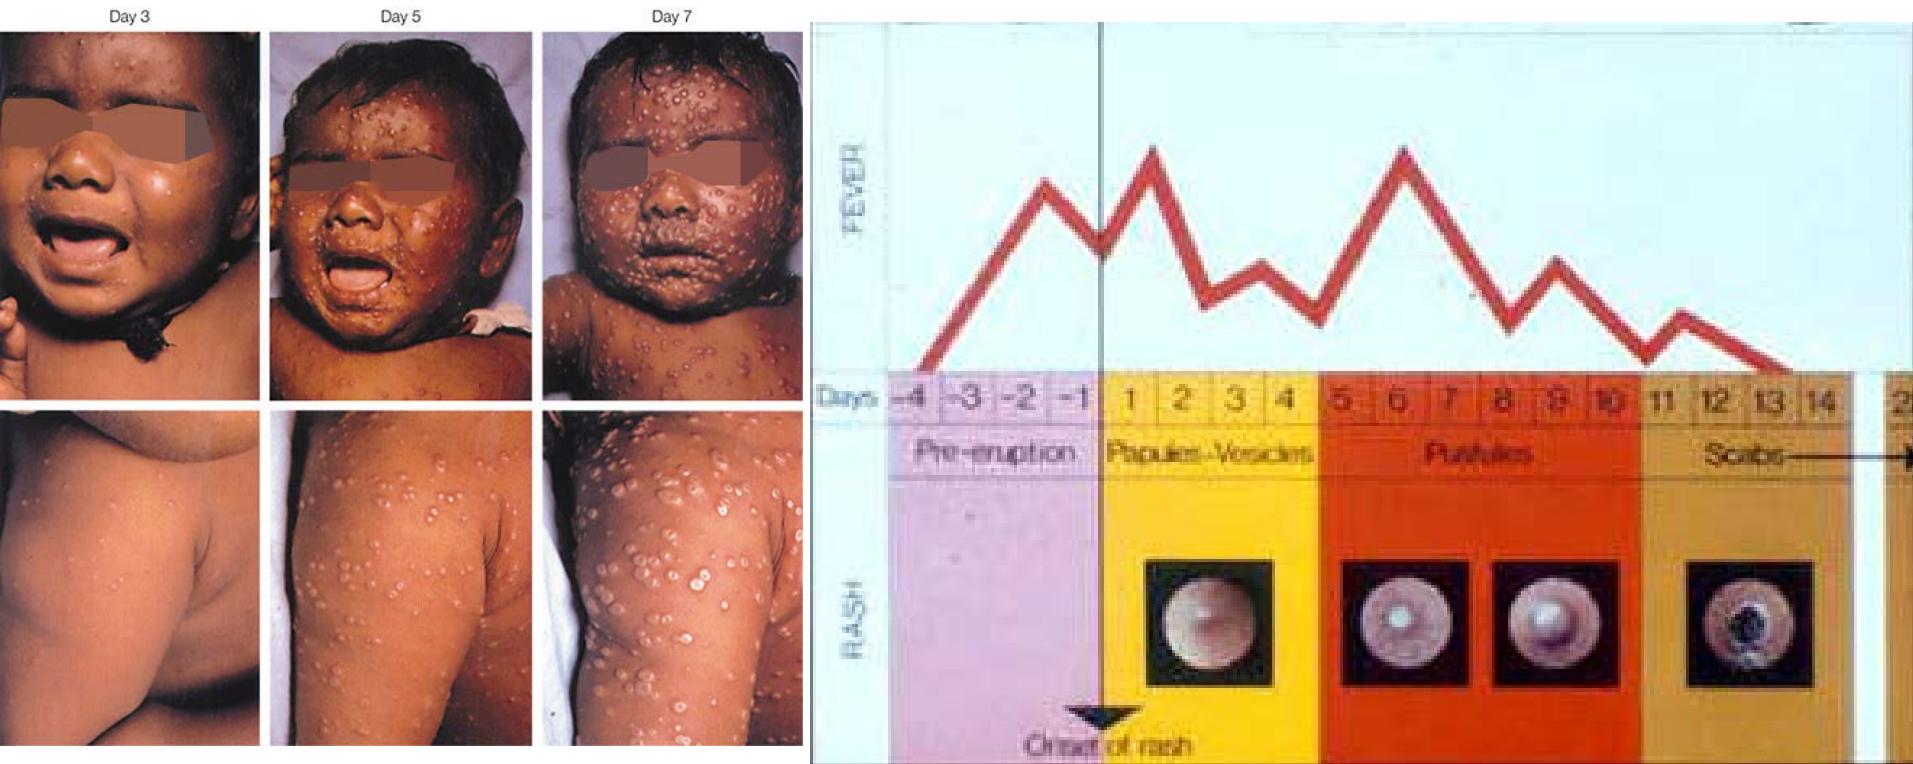 Day 3
Day 5
Day 7
FEVER
Days -4 -3 -2 -1 1 2 3 4 5 6 7 8 9 10 11 12 13 14
Pre-eruption Papules-Vesicles Pustules Scabs
RASH
Onset of rash